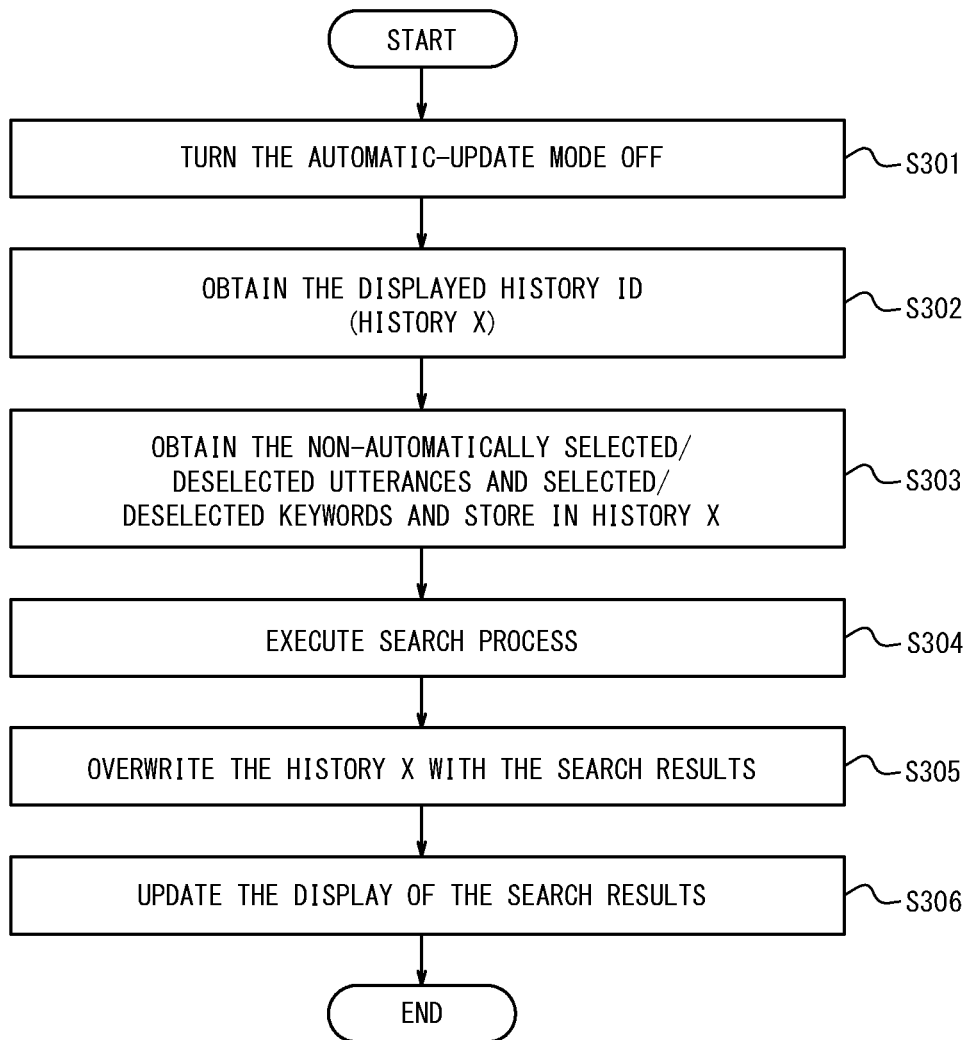 START
TURN THE AUTOMATIC-UPDATE MODE OFF
S301
OBTAIN THE DISPLAYED HISTORY ID
(HISTORY X)
S302
OBTAIN THE NON-AUTOMATICALLY SELECTED/
DESELECTED UTTERANCES AND SELECTED/
DESELECTED KEYWORDS AND STORE IN HISTORY X
S303
EXECUTE SEARCH PROCESS
S304
OVERWRITE THE HISTORY X WITH THE SEARCH RESULTS
S305
UPDATE THE DISPLAY OF THE SEARCH RESULTS
S306
END